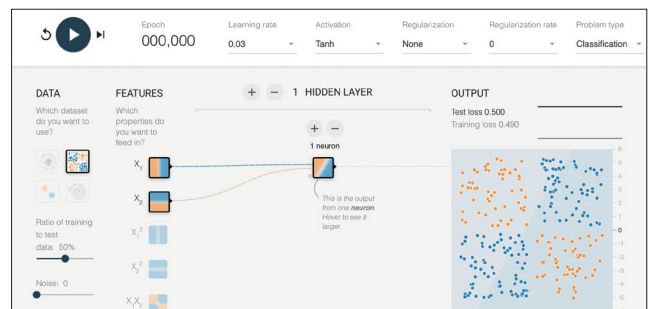 Epoch
000,000
Learning rate
0.03
Activation
Tanh
Regularization
None
Regularization rate
0
Problem type
Classification
DATA
Which dataset
do you want to
use?
Ratio of training
to test
data: 50%
Noise: 0
FEATURES
Which
properties do
you want to
feed in?
X₁
X₂
X₁²
X₂²
X₁X₂
+ − 1 HIDDEN LAYER
+ −
1 neuron
This is the output
from one neuron.
Hover to see it
larger.
OUTPUT
Test loss 0.500
Training loss 0.490
6
5
4
3
2
1
0
-1
-2
-3
-4
-5